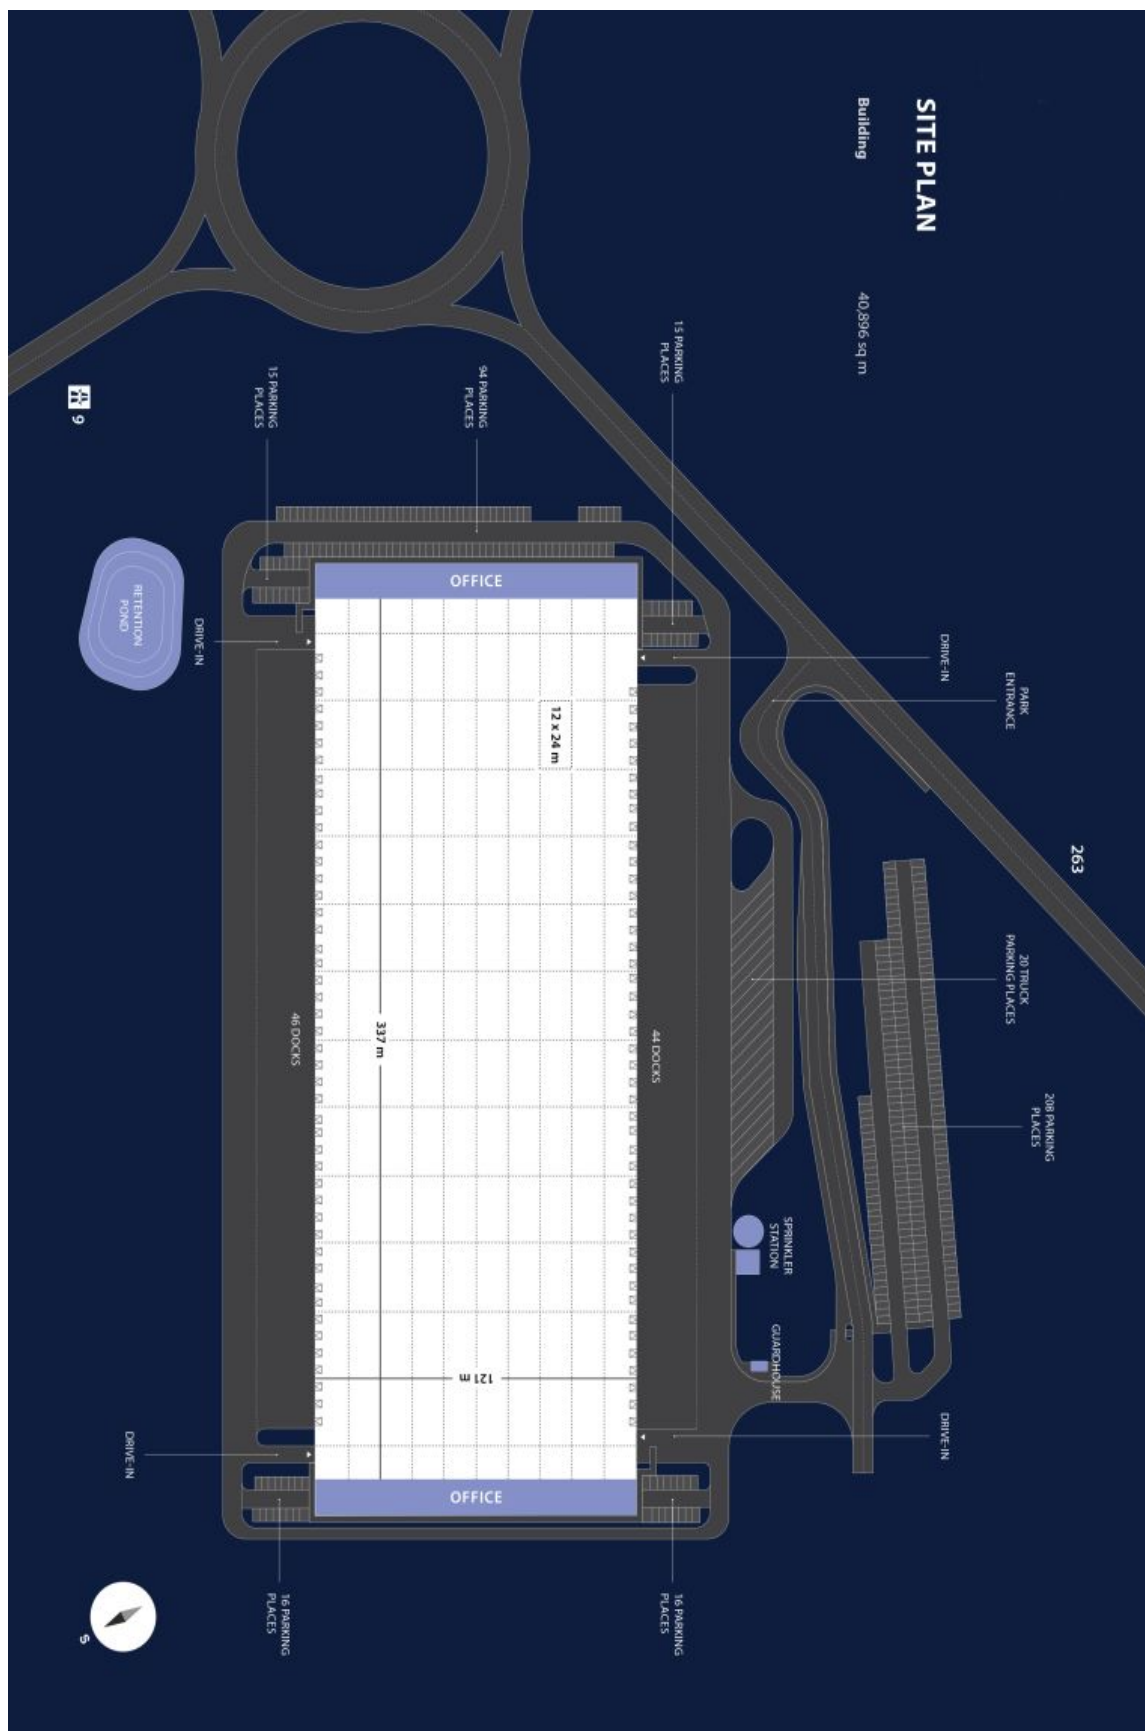 SITE PLAN
Building 40,896 sq m
15 PARKING
PLACES
94 PARKING
PLACES
15 PARKING
PLACES
9
RETENTION
POND
DRIVE-IN
OFFICE
DRIVE-IN
PARK
ENTRANCE
12 x 24 m
263
20 TRUCK
PARKING PLACES
208 PARKING
PLACES
46 DOCKS
337 m
44 DOCKS
SPRINKLER
STATION
GUARDHOUSE
121 m
DRIVE-IN
DRIVE-IN
OFFICE
16 PARKING
PLACES
16 PARKING
PLACES
S